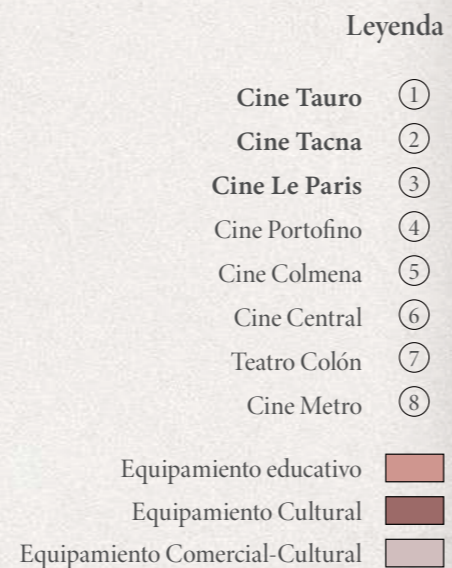 Leyenda
Cine Tauro 1
Cine Tacna 2
Cine Le Paris 3
Cine Portofino 4
Cine Colmena 5
Cine Central 6
Teatro Colón 7
Cine Metro 8
Equipamiento educativo
Equipamiento Cultural
Equipamiento Comercial-Cultural